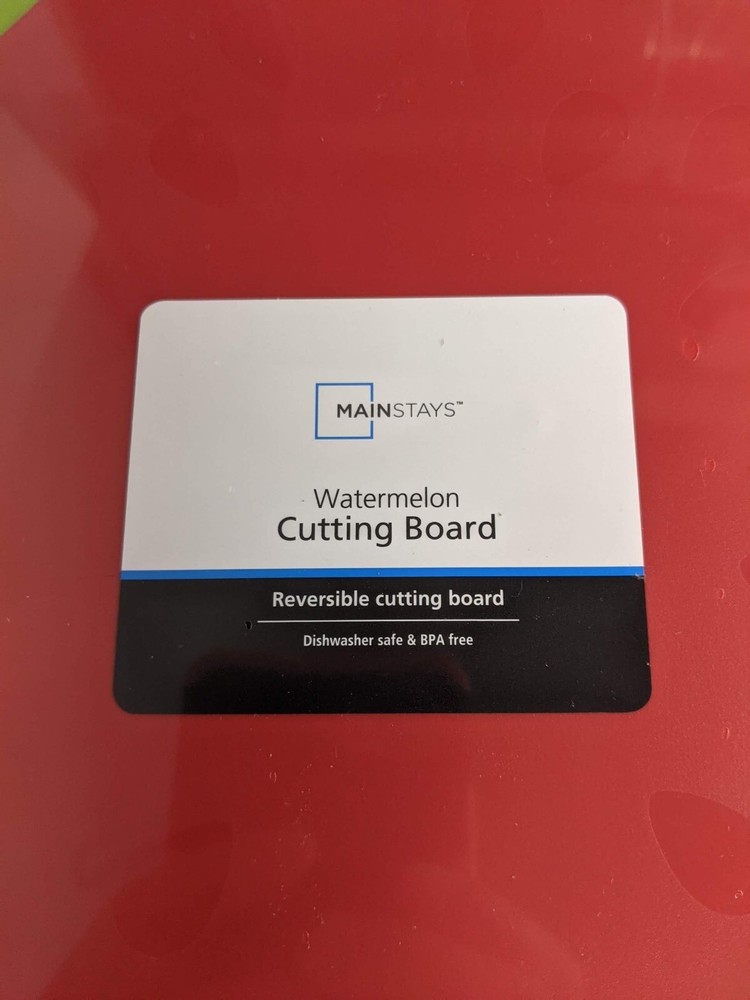 MAINSTAYS™
Watermelon
Cutting Board
Reversible cutting board
Dishwasher safe & BPA free